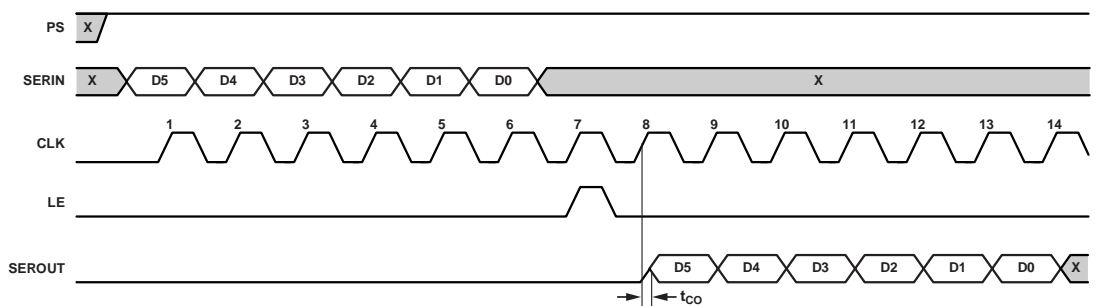 PS X
SERIN X D5 D4 D3 D2 D1 D0 X
1 2 3 4 5 6 7 8 9 10 11 12 13 14
CLK
LE
SEROUT D5 D4 D3 D2 D1 D0 X
tCO